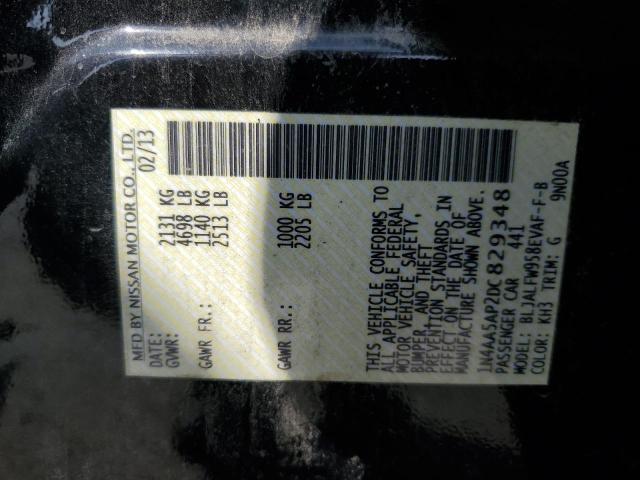 MFD BY NISSAN MOTOR CO., LTD.
DATE: 02/13
GVWR: 2131 KG
4698 LB
GAWR FR.: 1140 KG
2513 LB
GAWR RR.: 1000 KG
2205 LB
THIS VEHICLE CONFORMS TO
ALL APPLICABLE FEDERAL
MOTOR VEHICLE SAFETY,
BUMPER, AND THEFT
PREVENTION STANDARDS IN
EFFECT ON THE DATE OF
MANUFACTURE SHOWN ABOVE.
1N4AA5AP2DC829348
PASSENGER CAR 441
MODEL: BLJALFW958EVAF-F-B
COLOR: KH3 TRIM: G 9N00A